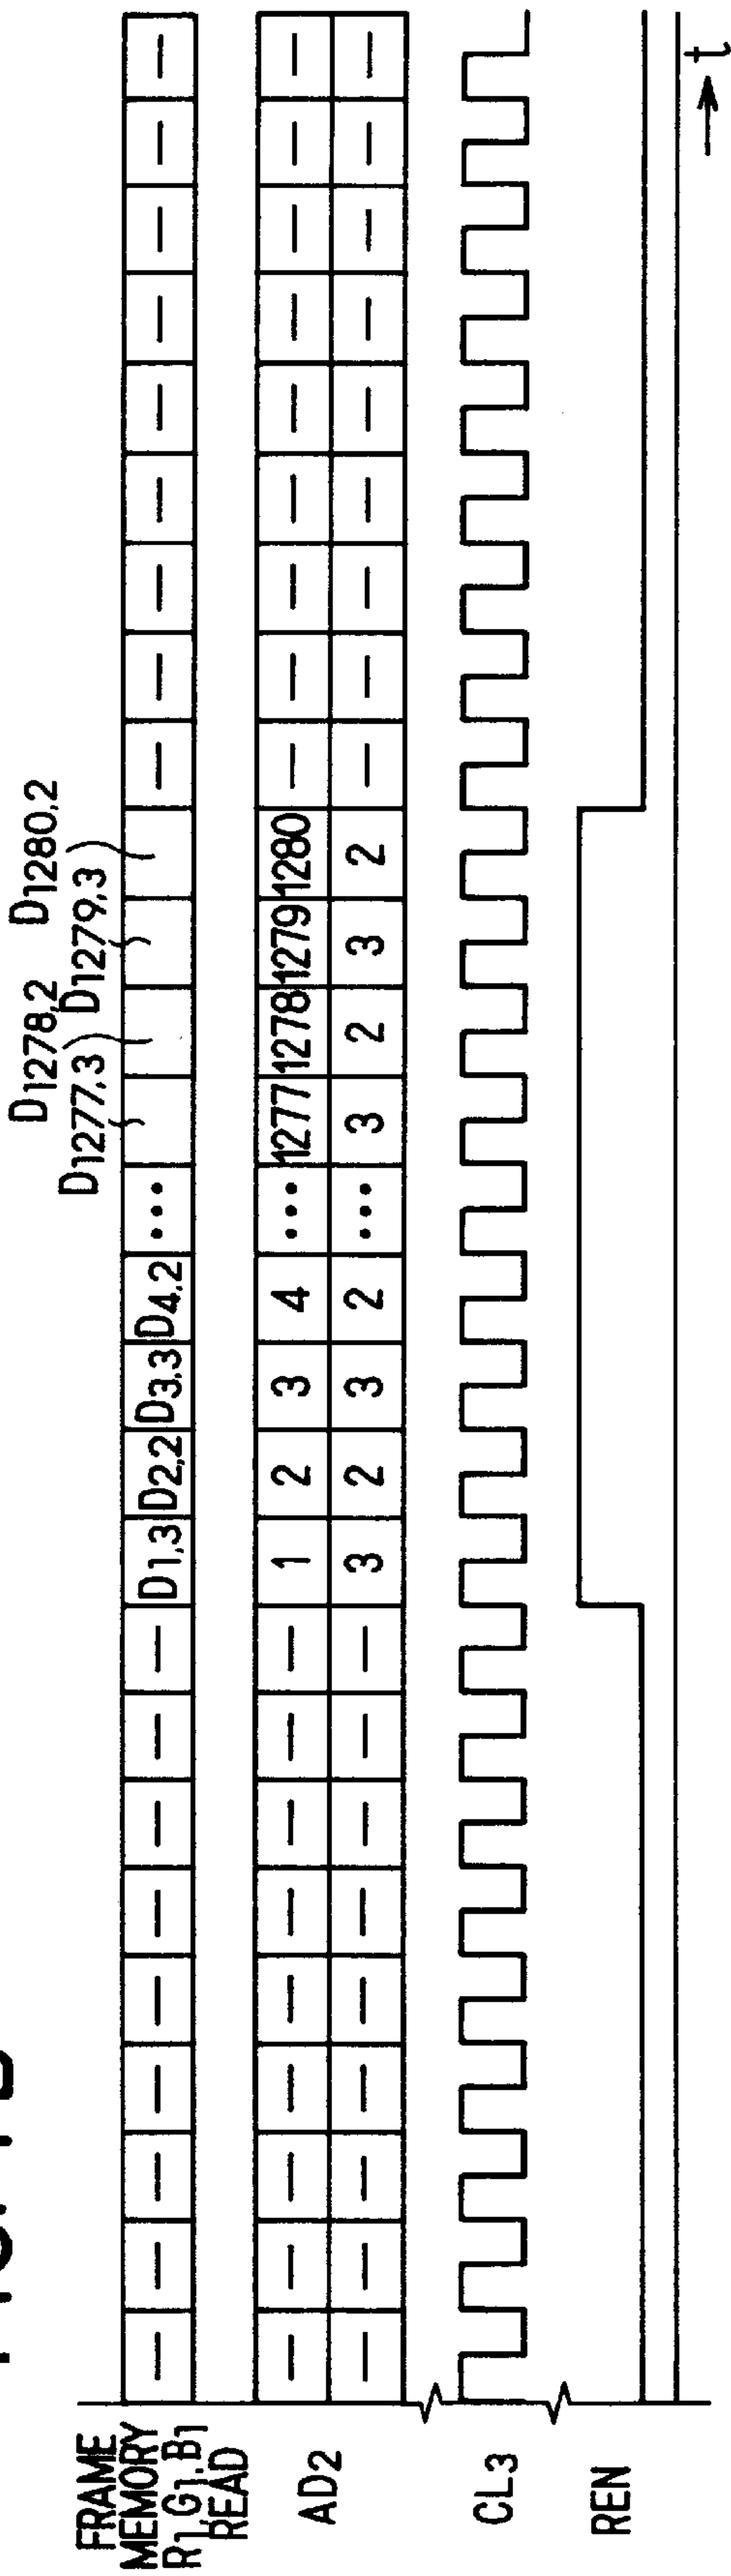 D1278,2 D1280,2
D1277,3 D1279,3
FRAME
MEMORY
R1,G1,B1
READ
— — — — — — — — — D1,3 D2,2 D3,3 D4,2 ... — — — — — — — — —
AD2
— — — — — — — — — 1 2 3 4 ... 1277 1278 1279 1280 — — — — — — — — —
— — — — — — — — — 3 2 3 2 ... 3 2 3 2 — — — — — — — — —
CL3
REN
t